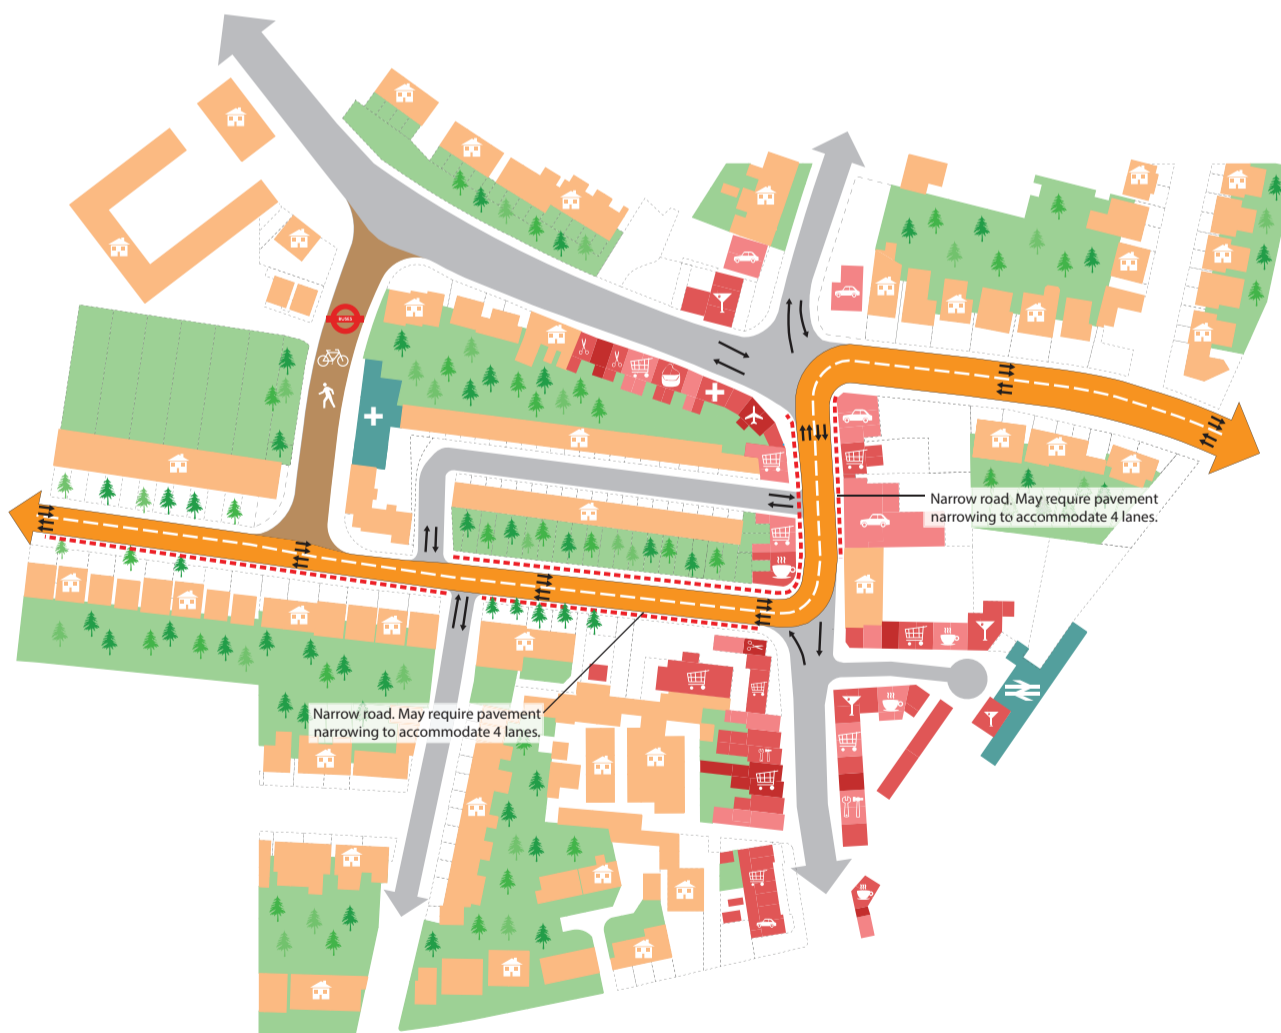 BUSES
Narrow road. May require pavement
narrowing to accommodate 4 lanes.
Narrow road. May require pavement
narrowing to accommodate 4 lanes.